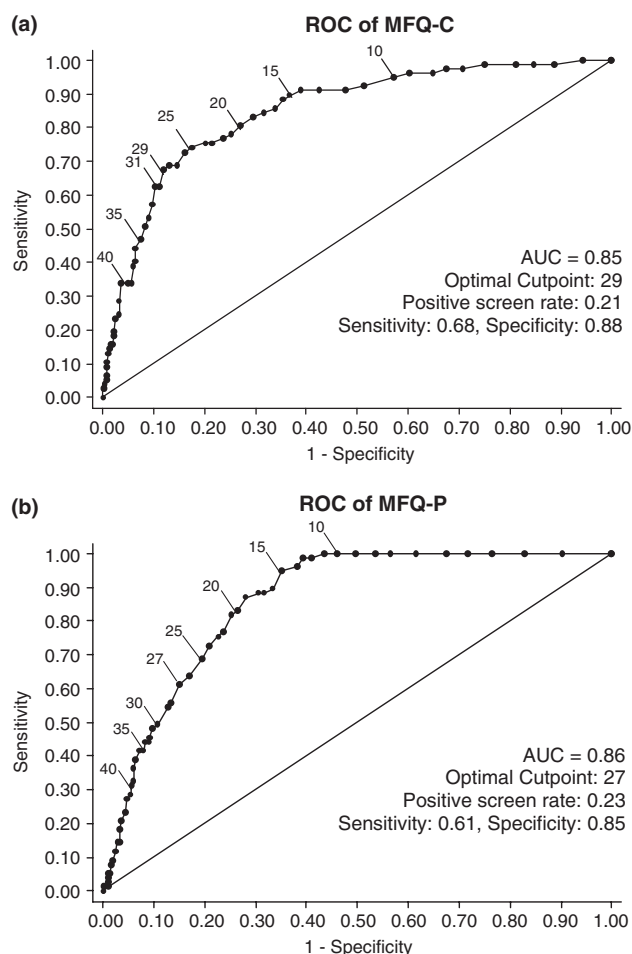 (a)
ROC of MFQ-C
1.00
0.90
0.80
0.70
0.60
0.50
0.40
0.30
0.20
0.10
0.00
Sensitivity
10
15
20
25
29
31
35
40
AUC = 0.85
Optimal Cutpoint: 29
Positive screen rate: 0.21
Sensitivity: 0.68, Specificity: 0.88
0.00 0.10 0.20 0.30 0.40 0.50 0.60 0.70 0.80 0.90 1.00
1 - Specificity
(b)
ROC of MFQ-P
1.00
0.90
0.80
0.70
0.60
0.50
0.40
0.30
0.20
0.10
0.00
Sensitivity
10
15
20
25
27
30
35
40
AUC = 0.86
Optimal Cutpoint: 27
Positive screen rate: 0.23
Sensitivity: 0.61, Specificity: 0.85
0.00 0.10 0.20 0.30 0.40 0.50 0.60 0.70 0.80 0.90 1.00
1 - Specificity